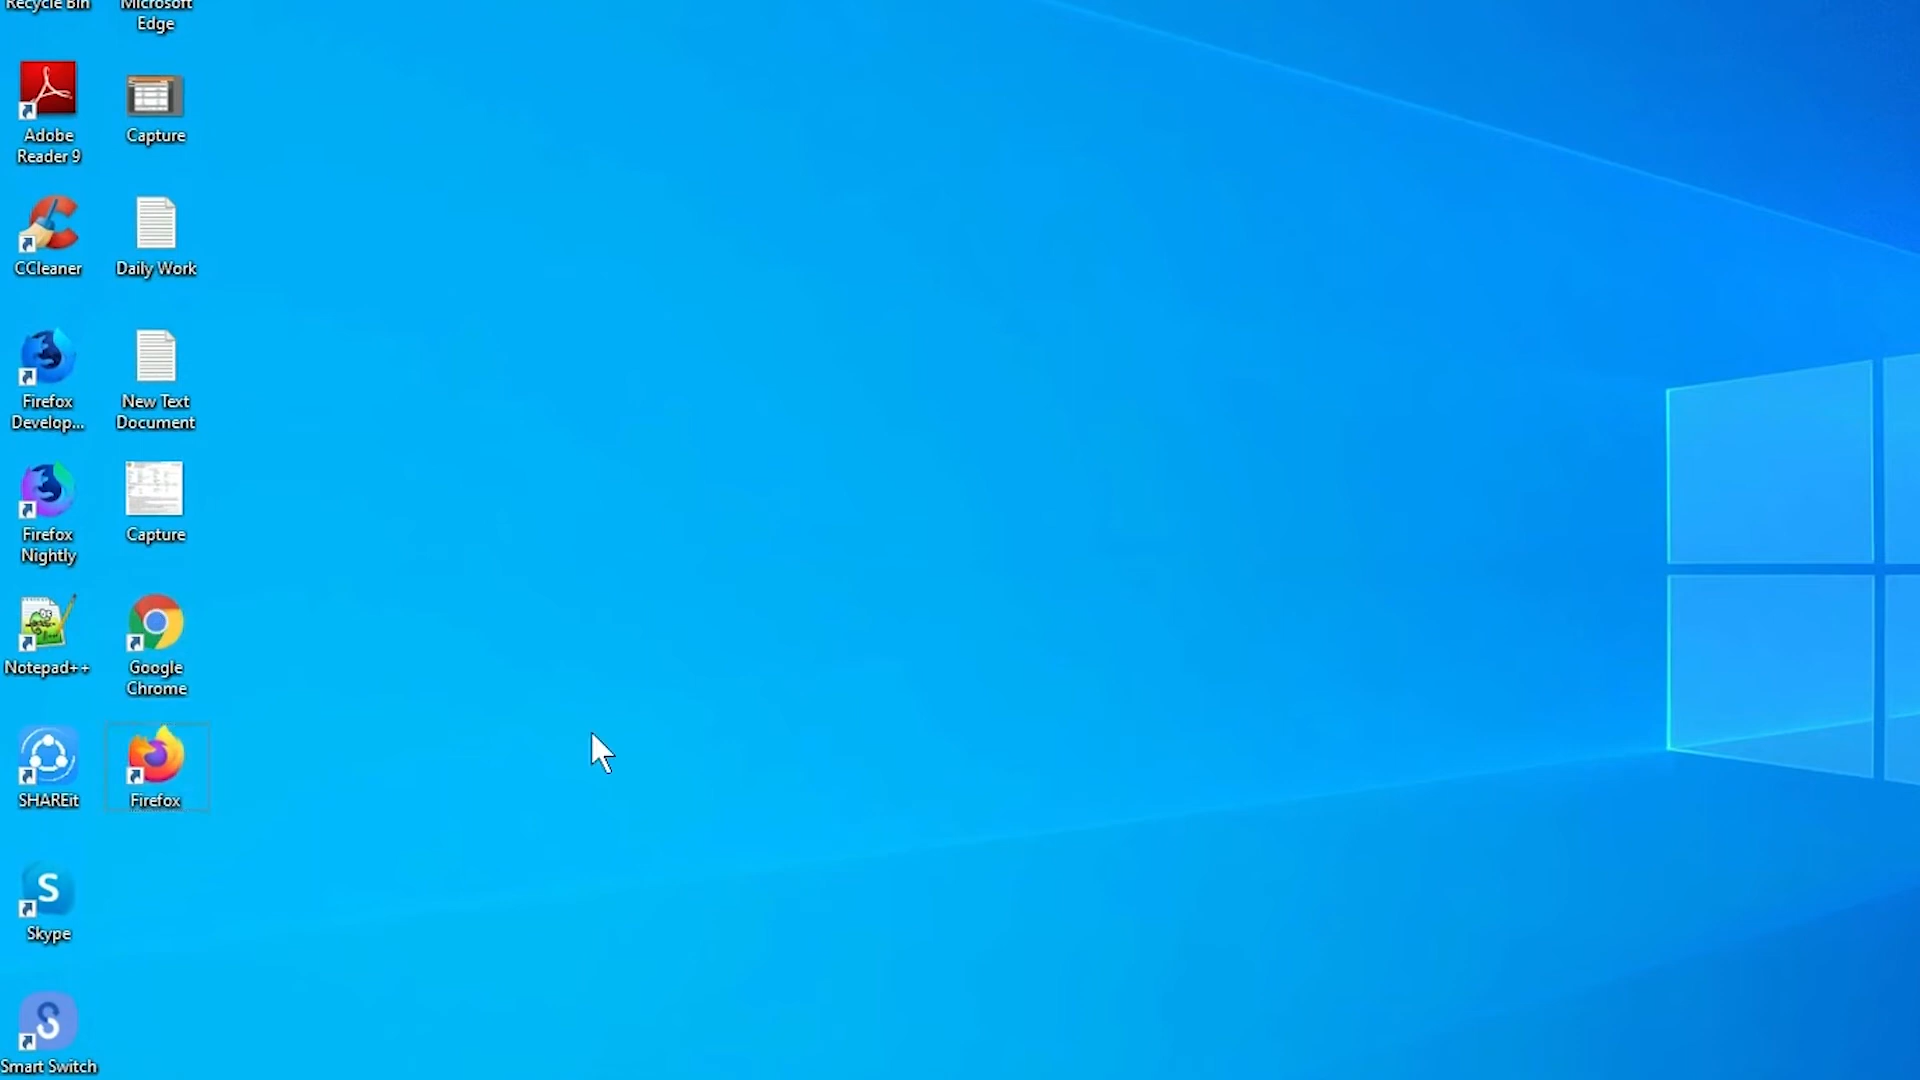 Recycle Bin
Microsoft
Edge
Adobe
Reader 9
Capture
CCleaner
Daily Work
Firefox
Develop...
New Text
Document
Firefox
Nightly
Capture
Notepad++
Google
Chrome
SHAREit
Firefox
S
Skype
Smart Switch